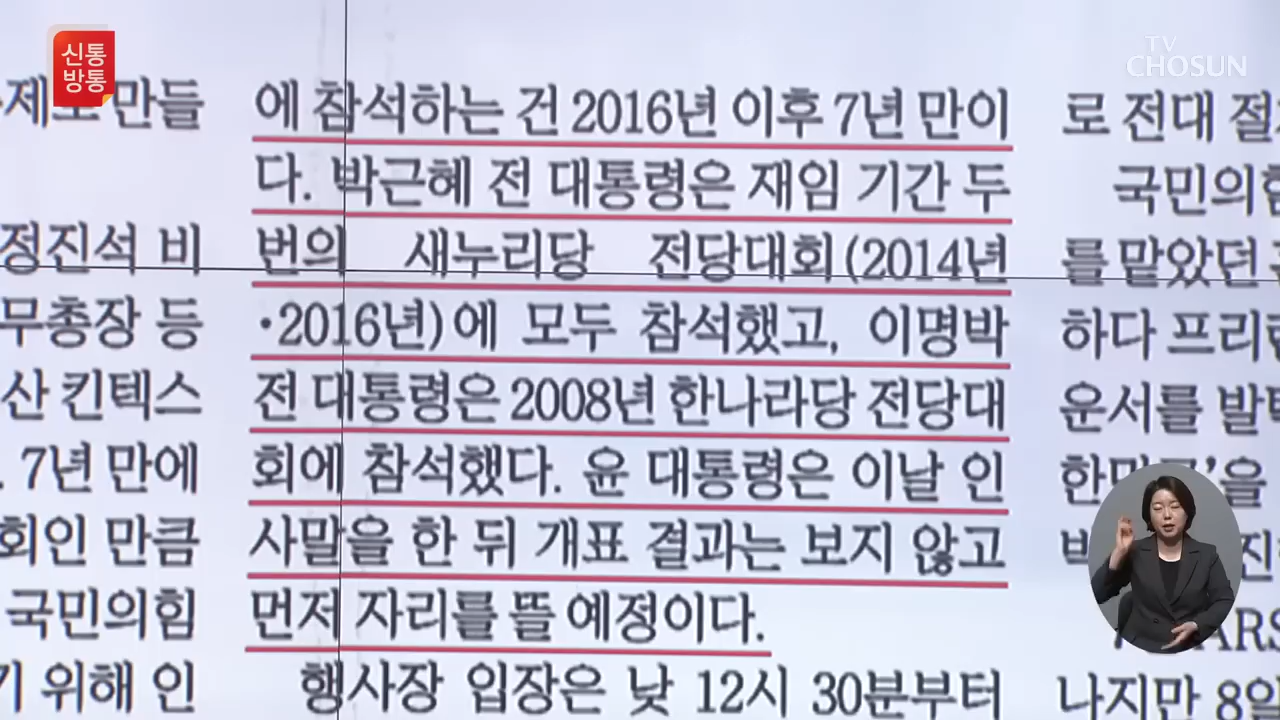 신통
방통
TV
CHOSUN
만들
정진석 비
무총장 등
산 킨텍스
. 7년 만에
회인 만큼
국민의힘
기 위해 인
에 참석하는 건 2016년 이후 7년 만이
다. 박근혜 전 대통령은 재임 기간 두
번의 새누리당 전당대회(2014년
·2016년)에 모두 참석했고, 이명박
전 대통령은 2008년 한나라당 전당대
회에 참석했다. 윤 대통령은 이날 인
사말을 한 뒤 개표 결과는 보지 않고
먼저 자리를 뜰 예정이다.
행사장 입장은 낮 12시 30분부터
로 전대 절
국민의힘
를 맡았던
하다 프리
운서를 발
을
나지만 8일